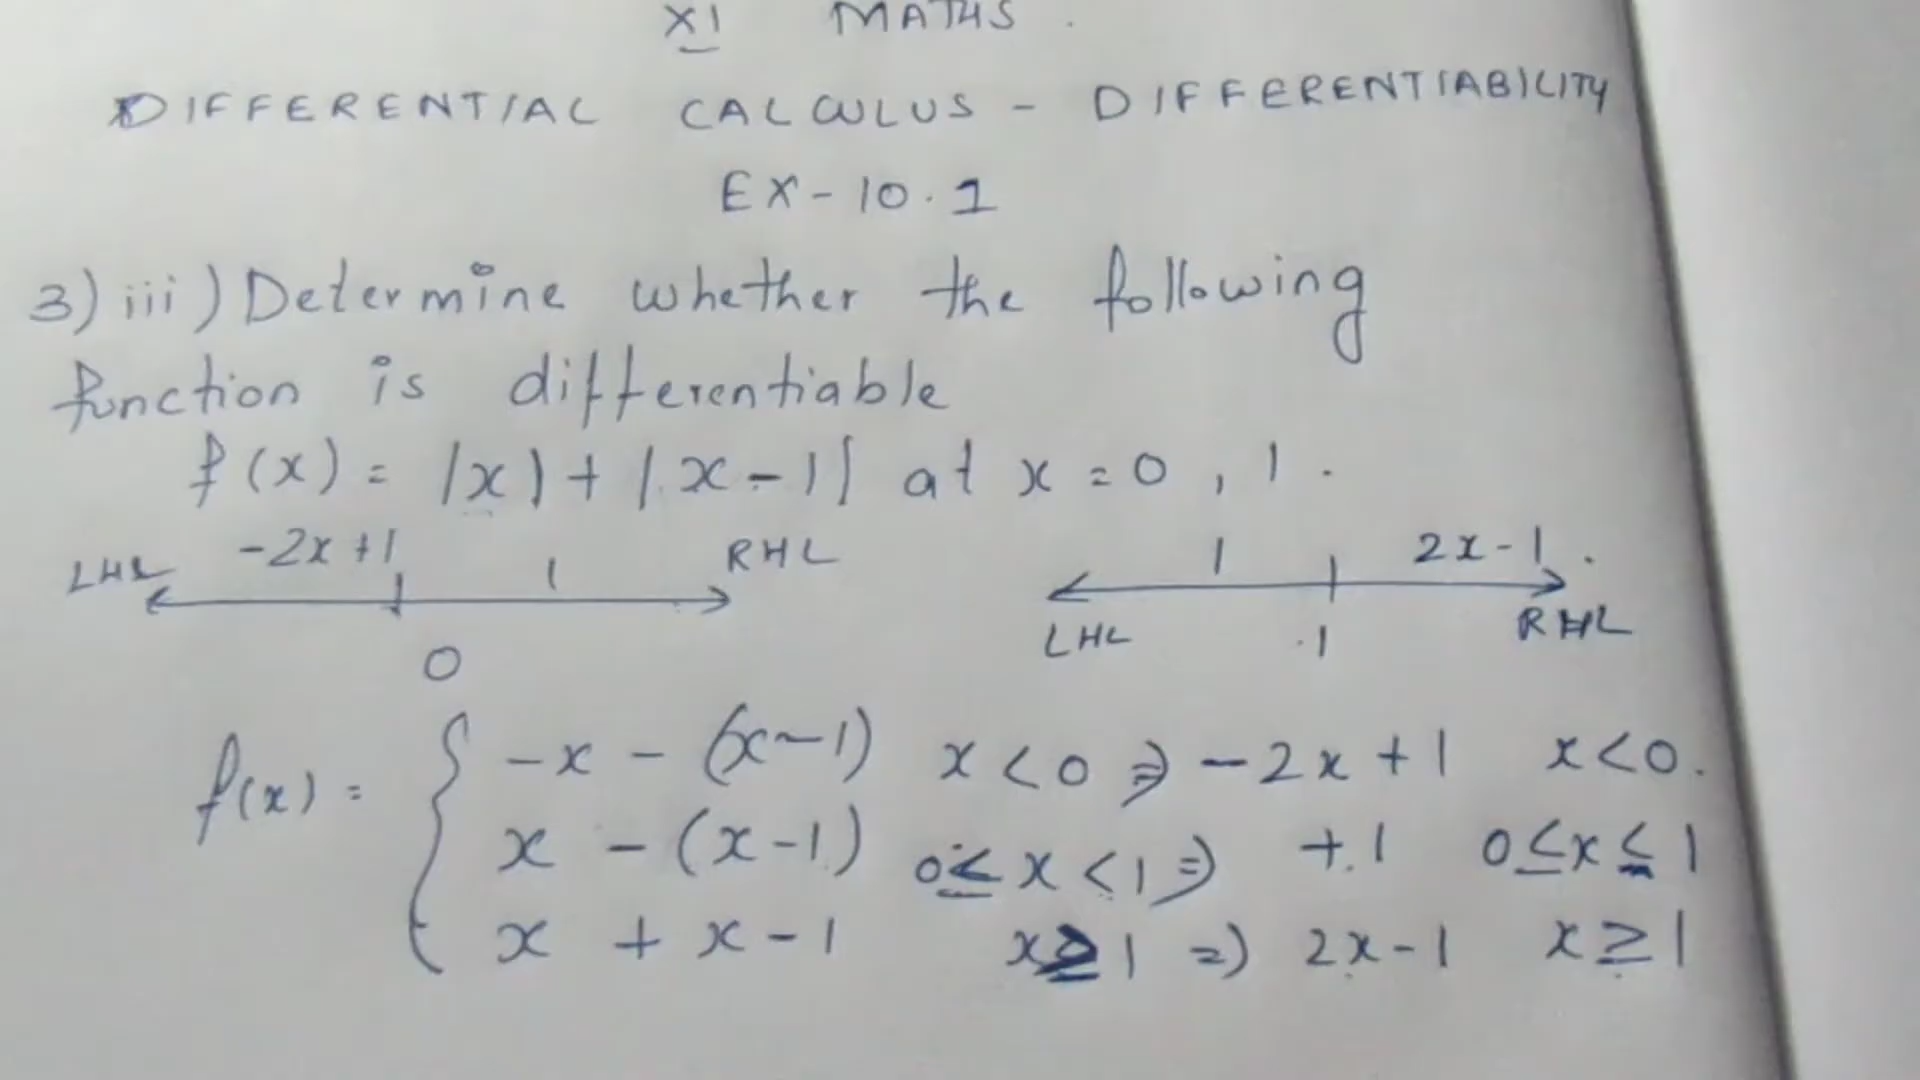 XI MATHS.
DIFFERENTIAL CALCULUS - DIFFERENTIABILITY
EX-10.1
3) iii) Determine whether the following
function is differentiable
f(x) = |x| + |x-1| at x = 0, 1.
LHL -2x+1 1 RHL 1 2x-1.
0 LHL 1 RHL
f(x) = { -x - (x-1) x<0 ⇒ -2x+1 x<0.
x - (x-1) 0≤x<1 ⇒ +1 0≤x≤1
x + x-1 x≥1 ⇒ 2x-1 x≥1